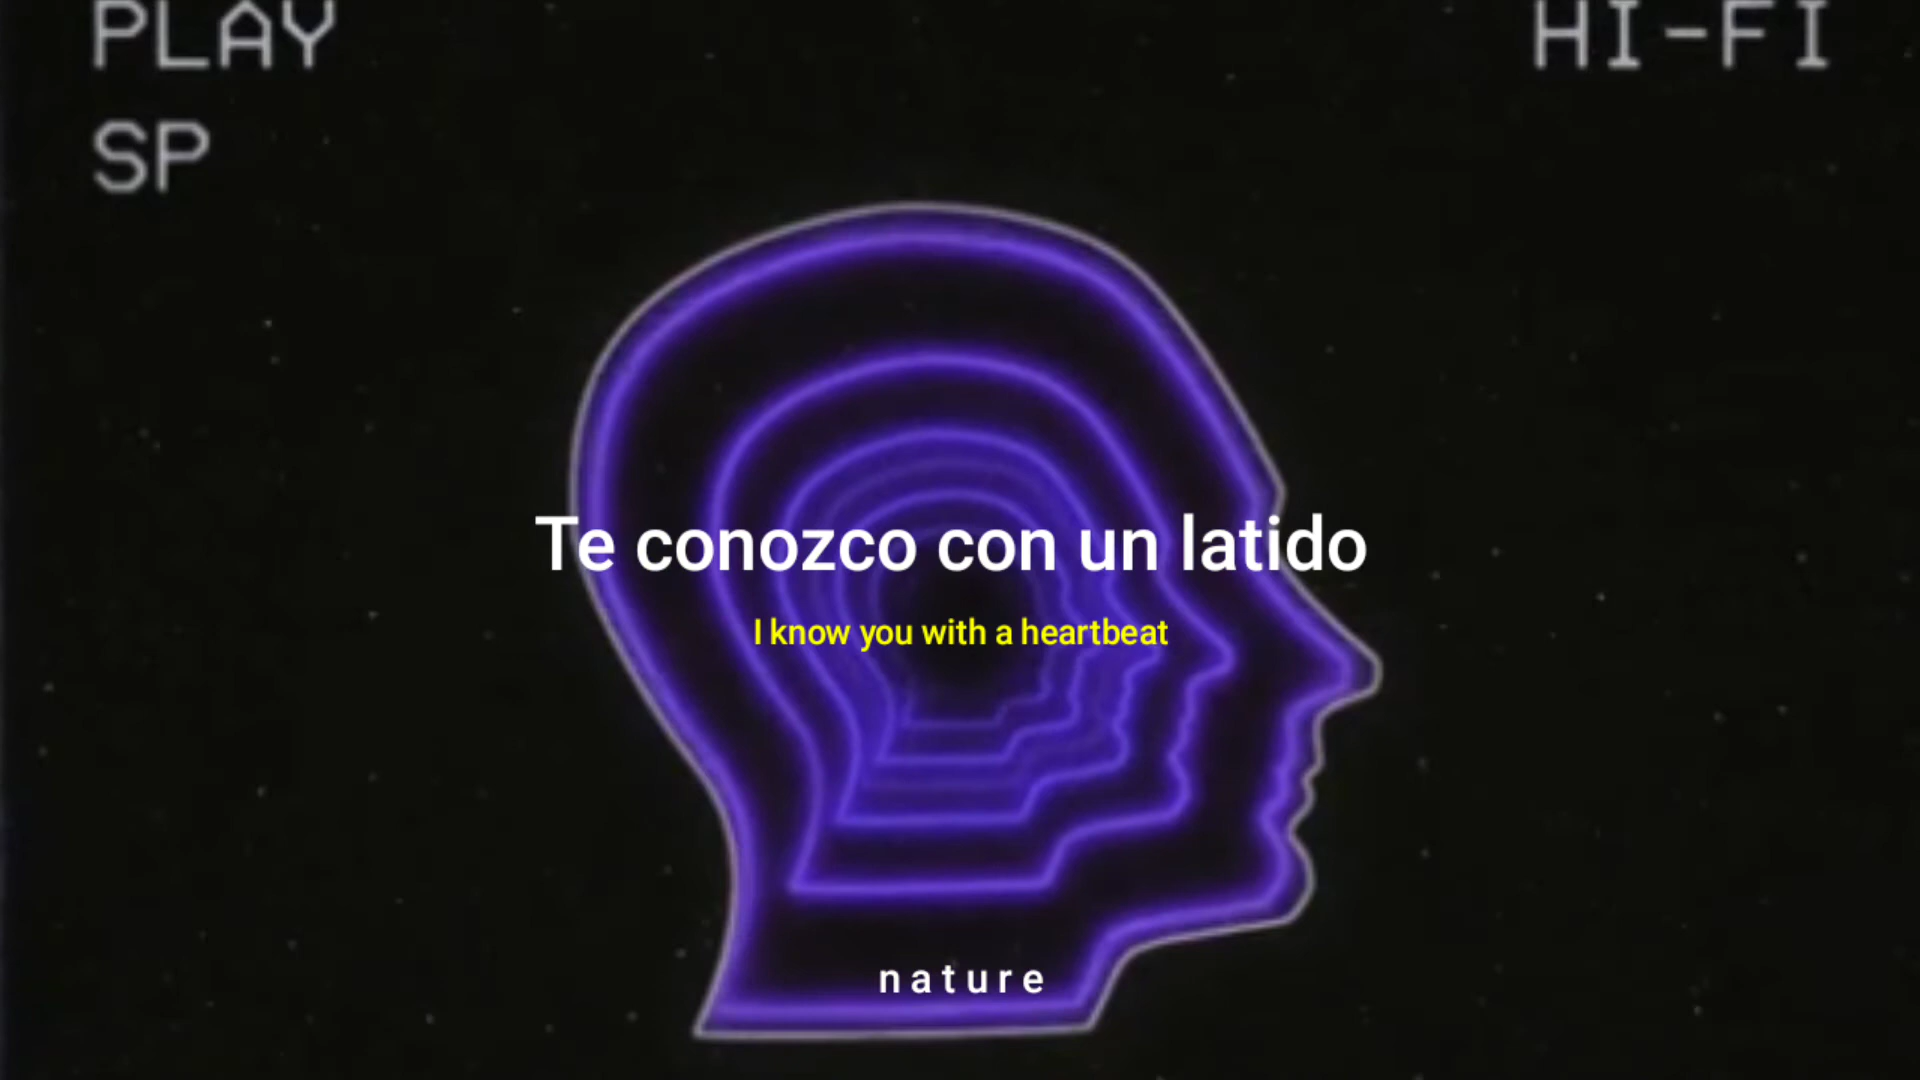 PLAY
HI-FI
SP
Te conozco con un latido
I know you with a heartbeat
nature